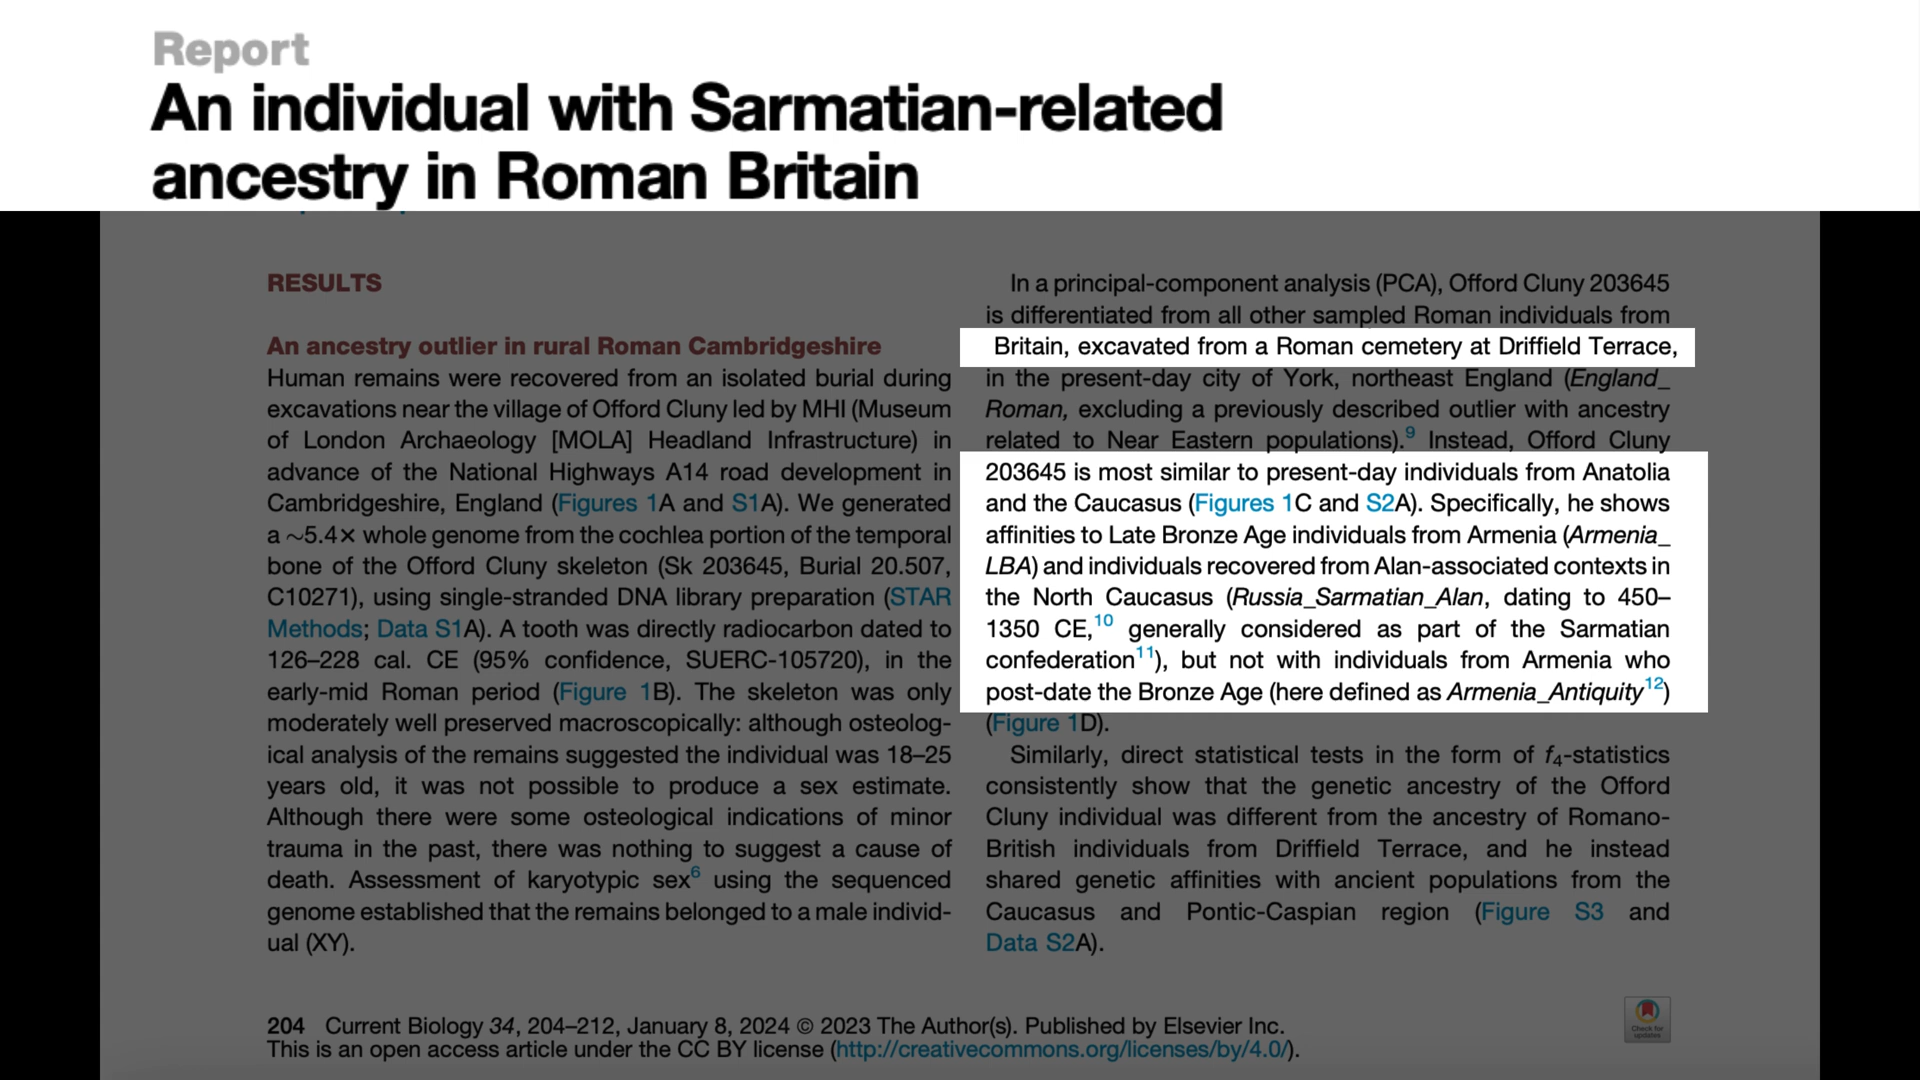 Report
An individual with Sarmatian-related
ancestry in Roman Britain
RESULTS
An ancestry outlier in rural Roman Cambridgeshire
Human remains were recovered from an isolated burial during
excavations near the village of Offord Cluny led by MHI (Museum
of London Archaeology [MOLA] Headland Infrastructure) in
advance of the National Highways A14 road development in
Cambridgeshire, England (Figures 1A and S1A). We generated
a ~5.4× whole genome from the cochlea portion of the temporal
bone of the Offord Cluny skeleton (Sk 203645, Burial 20.507,
C10271), using single-stranded DNA library preparation (STAR
Methods; Data S1A). A tooth was directly radiocarbon dated to
126–228 cal. CE (95% confidence, SUERC-105720), in the
early-mid Roman period (Figure 1B). The skeleton was only
moderately well preserved macroscopically: although osteolog-
ical analysis of the remains suggested the individual was 18–25
years old, it was not possible to produce a sex estimate.
Although there were some osteological indications of minor
trauma in the past, there was nothing to suggest a cause of
death. Assessment of karyotypic sex6 using the sequenced
genome established that the remains belonged to a male individ-
ual (XY).
In a principal-component analysis (PCA), Offord Cluny 203645
is differentiated from all other sampled Roman individuals from
Britain, excavated from a Roman cemetery at Driffield Terrace,
in the present-day city of York, northeast England (England_
Roman, excluding a previously described outlier with ancestry
related to Near Eastern populations).9 Instead, Offord Cluny
203645 is most similar to present-day individuals from Anatolia
and the Caucasus (Figures 1C and S2A). Specifically, he shows
affinities to Late Bronze Age individuals from Armenia (Armenia_
LBA) and individuals recovered from Alan-associated contexts in
the North Caucasus (Russia_Sarmatian_Alan, dating to 450–
1350 CE,10 generally considered as part of the Sarmatian
confederation11), but not with individuals from Armenia who
post-date the Bronze Age (here defined as Armenia_Antiquity12)
(Figure 1D).
Similarly, direct statistical tests in the form of f4-statistics
consistently show that the genetic ancestry of the Offord
Cluny individual was different from the ancestry of Romano-
British individuals from Driffield Terrace, and he instead
shared genetic affinities with ancient populations from the
Caucasus and Pontic-Caspian region (Figure S3 and
Data S2A).
204 Current Biology 34, 204–212, January 8, 2024 © 2023 The Author(s). Published by Elsevier Inc.
This is an open access article under the CC BY license (http://creativecommons.org/licenses/by/4.0/).
Check for
updates